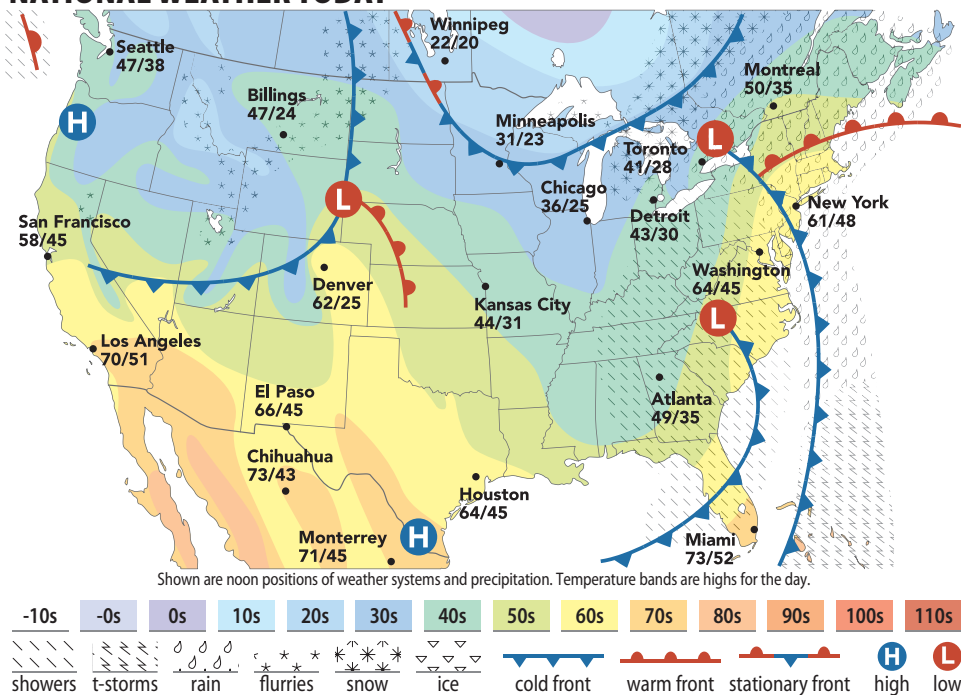 NATIONAL WEATHER TODAY
Winnipeg
22/20
Seattle
47/38
Montreal
50/35
Billings
47/24
H
Minneapolis
31/23
L
Toronto
41/28
Chicago
36/25
L
New York
61/48
Detroit
43/30
San Francisco
58/45
Washington
64/45
Denver
62/25
Kansas City
44/31
L
Los Angeles
70/51
El Paso
66/45
Atlanta
49/35
Chihuahua
73/43
Houston
64/45
Monterrey
71/45
H
Miami
73/52
Shown are noon positions of weather systems and precipitation. Temperature bands are highs for the day.
-10s -0s 0s 10s 20s 30s 40s 50s 60s 70s 80s 90s 100s 110s
H L
showers t-storms rain flurries snow ice cold front warm front stationary front high low